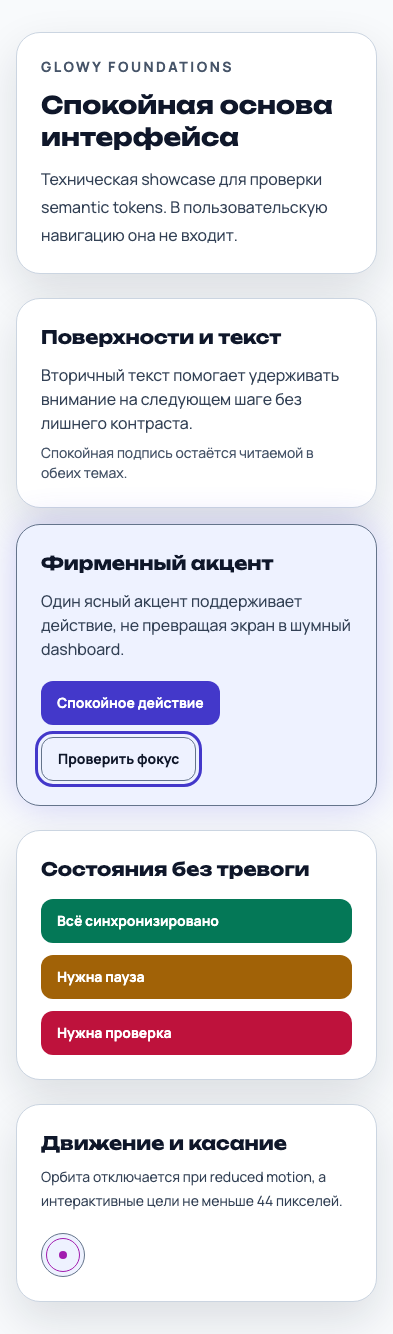 GLOWY FOUNDATIONS
Спокойная основа
интерфейса
Техническая showcase для проверки
semantic tokens. В пользовательскую
навигацию она не входит.
Поверхности и текст
Вторичный текст помогает удерживать
внимание на следующем шаге без
лишнего контраста.
Спокойная подпись остаётся читаемой в
обеих темах.
Фирменный акцент
Один ясный акцент поддерживает
действие, не превращая экран в шумный
dashboard.
Спокойное действие
Проверить фокус
Состояния без тревоги
Всё синхронизировано
Нужна пауза
Нужна проверка
Движение и касание
Орбита отключается при reduced motion, а
интерактивные цели не меньше 44 пикселей.